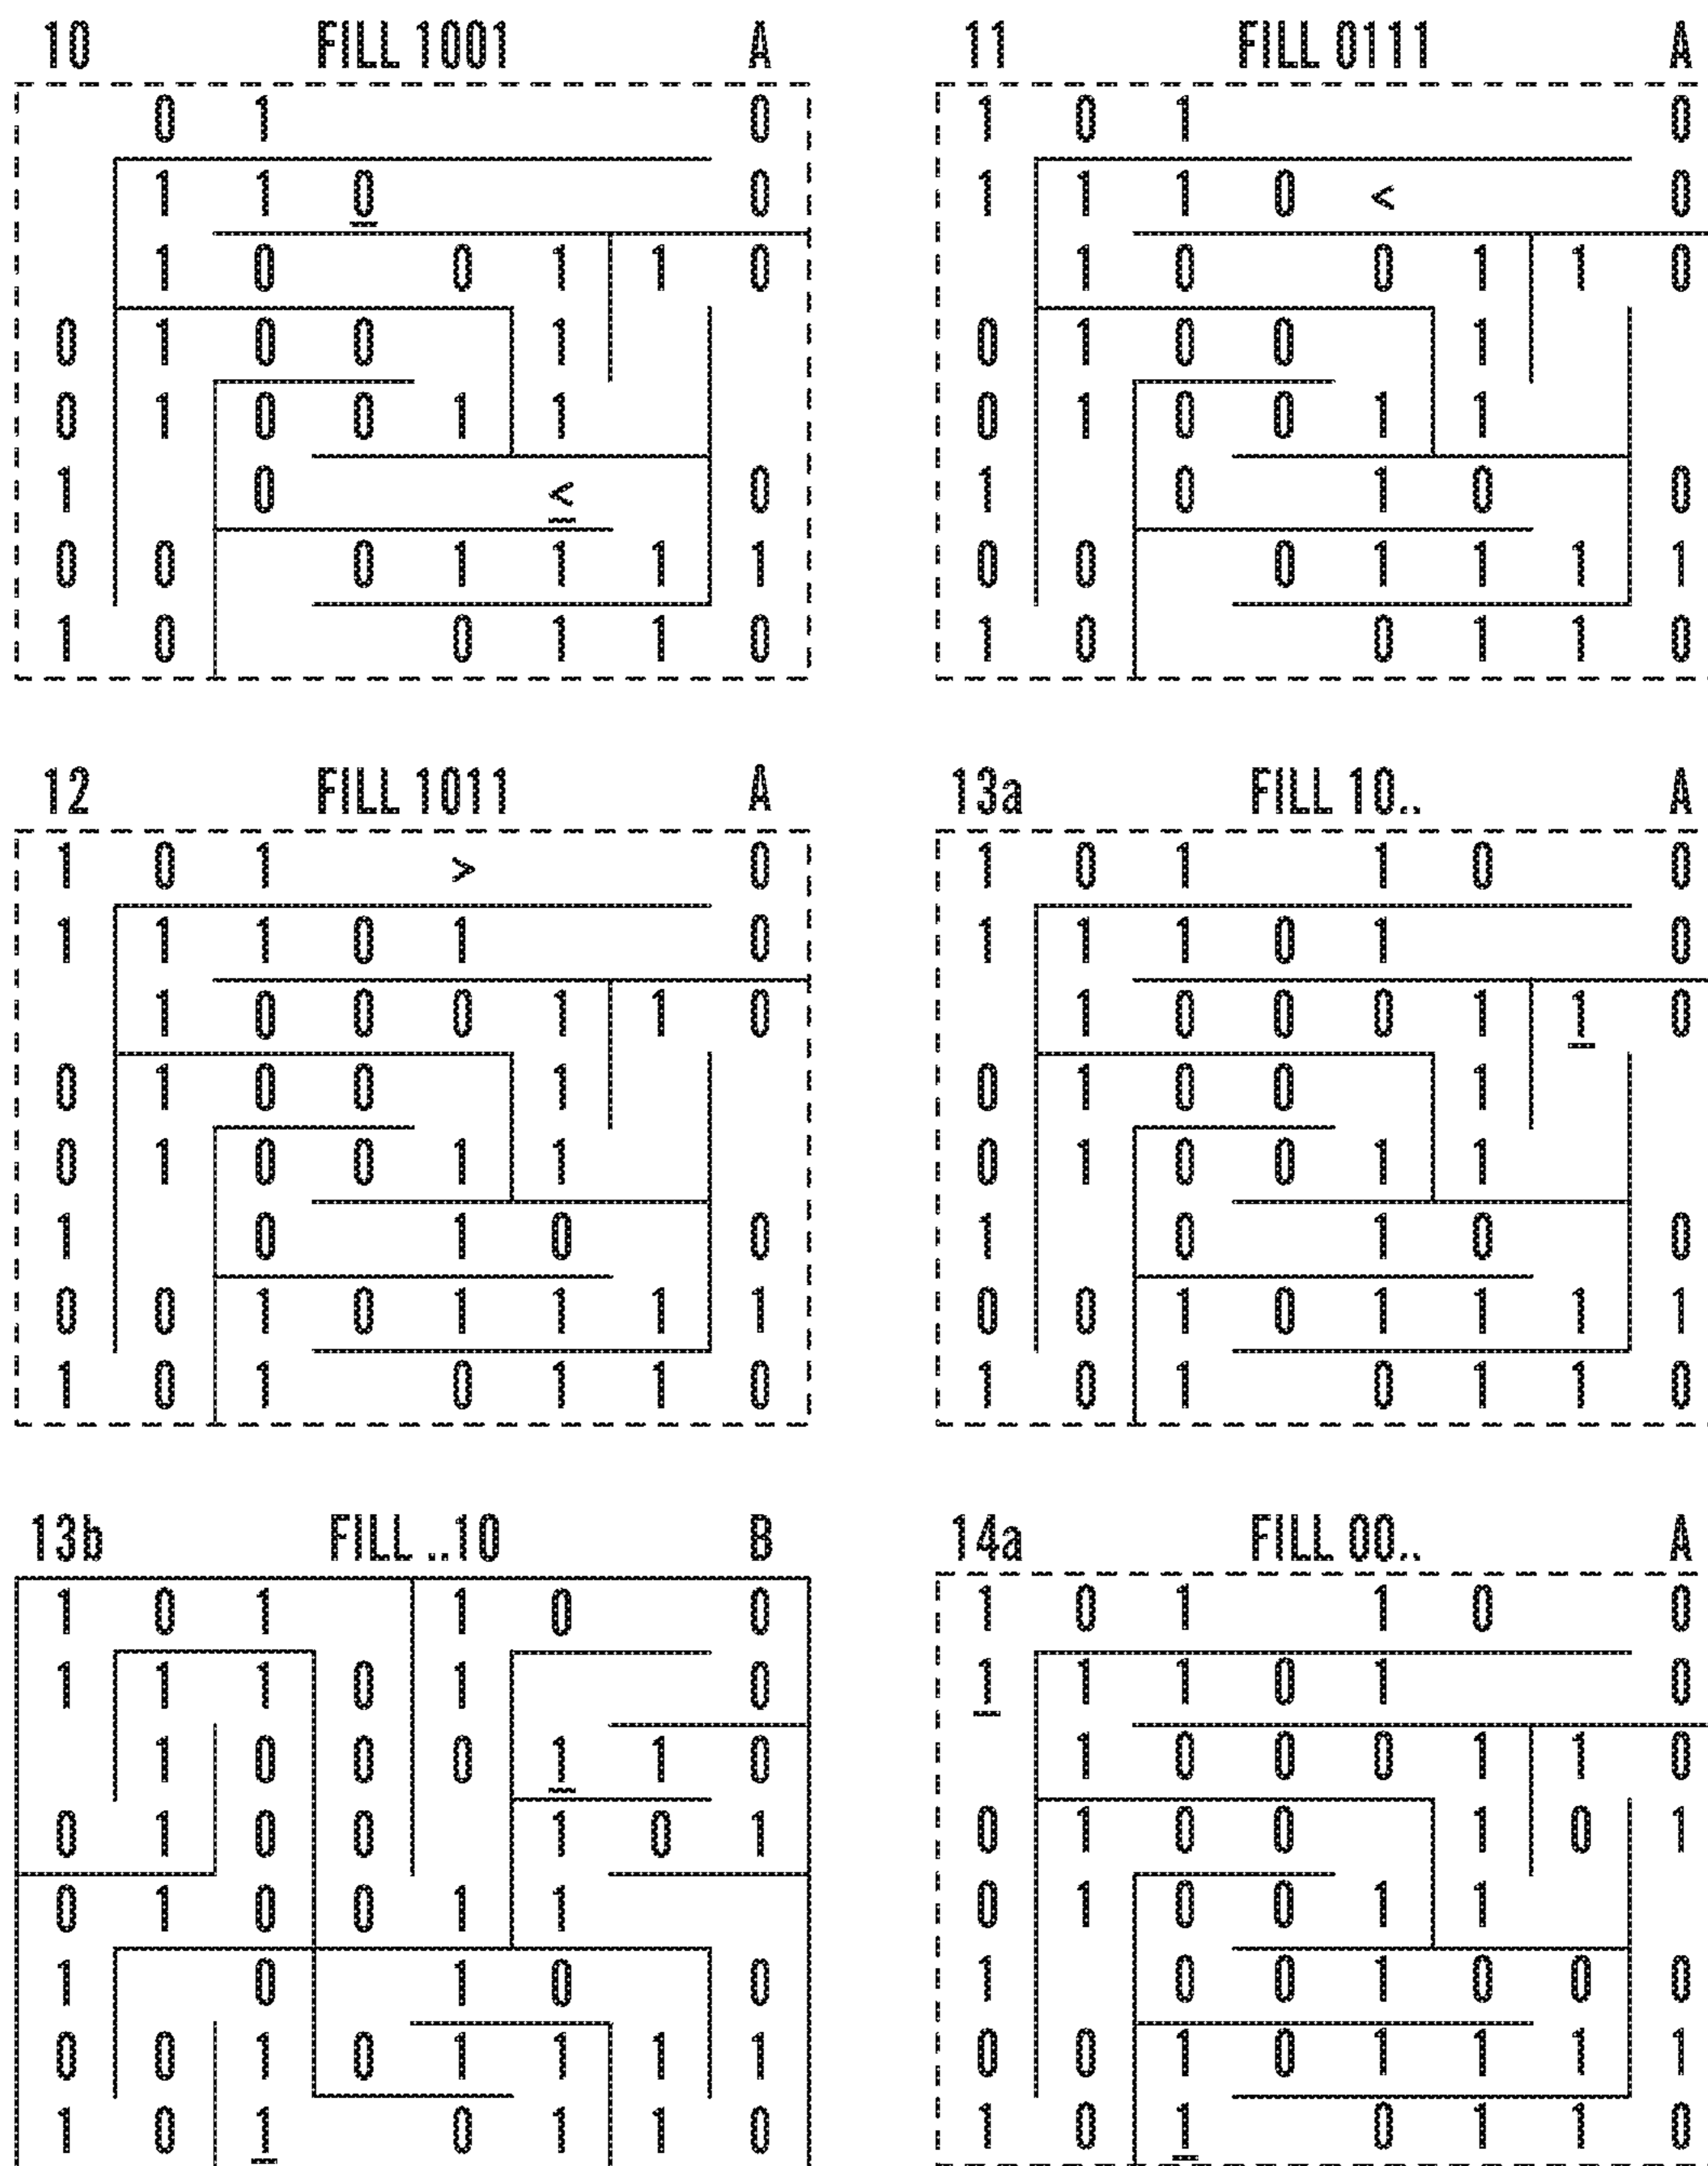 10 FILL 1001 A
0 1 0
1 1 0 0
1 0 0 1 1 0
0 1 0 0 1
0 1 0 0 1 1
1 0 < 0
0 0 0 1 1 1 1
1 0 0 1 1 0
11 FILL 0111 A
1 0 1 0
1 1 1 0 < 0
1 0 0 1 1 0
0 1 0 0 1
0 1 0 0 1 1
1 0 1 0 0
0 0 0 1 1 1 1
1 0 0 1 1 0
12 FILL 1011 A
1 0 1 > 0
1 1 1 0 1 0
1 0 0 0 1 1 0
0 1 0 0 1
0 1 0 0 1 1
1 0 1 0 0
0 0 1 0 1 1 1 1
1 0 1 0 1 1 0
13a FILL 10.. A
1 0 1 1 0 0
1 1 1 0 1 0
1 0 0 0 1 1 0
0 1 0 0 1
0 1 0 0 1 1
1 0 1 0 0
0 0 1 0 1 1 1 1
1 0 1 0 1 1 0
13b FILL ..10 B
1 0 1 1 0 0
1 1 1 0 1 0
1 0 0 0 1 1 0
0 1 0 0 1 0 1
0 1 0 0 1 1
1 0 1 0 0
0 0 1 0 1 1 1 1
1 0 1 0 1 1 0
14a FILL 00.. A
1 0 1 1 0 0
1 1 1 0 1 0
1 0 0 0 1 1 0
0 1 0 0 1 0 1
0 1 0 0 1 1
1 0 0 1 0 0 0
0 0 1 0 1 1 1 1
1 0 1 0 1 1 0